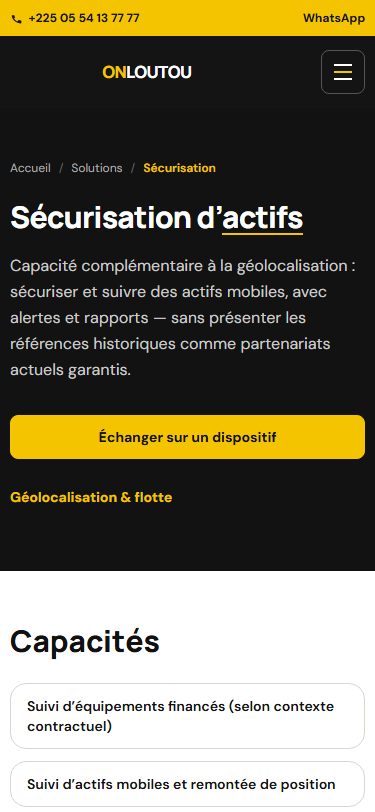 +225 05 54 13 77 77 WhatsApp
ONLOUTOU
Accueil / Solutions / Sécurisation
Sécurisation d’actifs
Capacité complémentaire à la géolocalisation :
sécuriser et suivre des actifs mobiles, avec
alertes et rapports — sans présenter les
références historiques comme partenariats
actuels garantis.
Échanger sur un dispositif
Géolocalisation & flotte
Capacités
Suivi d’équipements financés (selon contexte
contractuel)
Suivi d’actifs mobiles et remontée de position